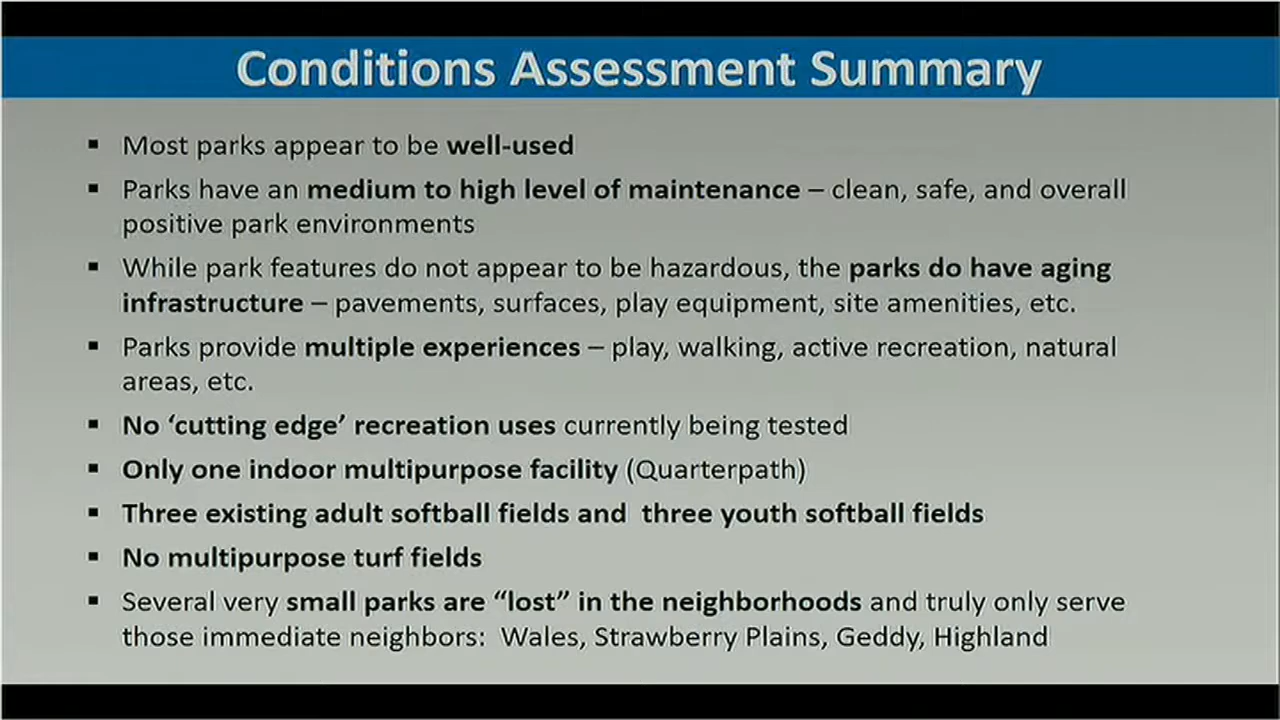 Conditions Assessment Summary
▪ Most parks appear to be well-used
▪ Parks have an medium to high level of maintenance – clean, safe, and overall
positive park environments
▪ While park features do not appear to be hazardous, the parks do have aging
infrastructure – pavements, surfaces, play equipment, site amenities, etc.
▪ Parks provide multiple experiences – play, walking, active recreation, natural
areas, etc.
▪ No ‘cutting edge’ recreation uses currently being tested
▪ Only one indoor multipurpose facility (Quarterpath)
▪ Three existing adult softball fields and  three youth softball fields
▪ No multipurpose turf fields
▪ Several very small parks are “lost” in the neighborhoods and truly only serve
those immediate neighbors:  Wales, Strawberry Plains, Geddy, Highland